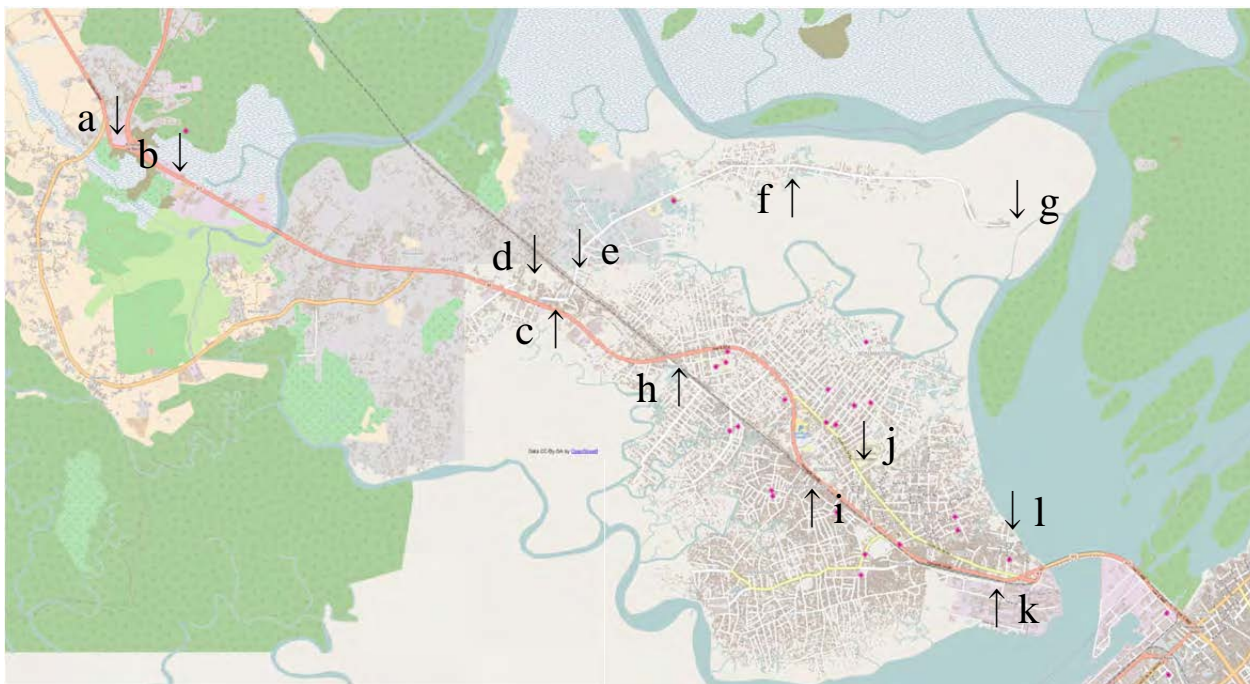 a ↓
b ↓
f ↑
↓ g
d ↓
↓ e
c ↑
h ↑
↓ j
↑ i
↓ l
↑ k